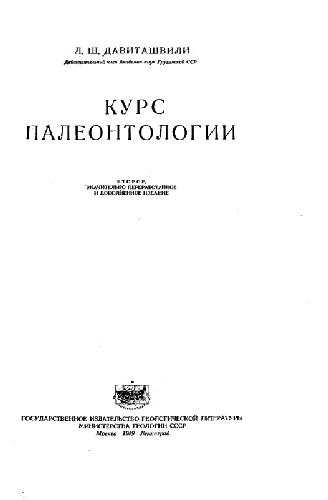 Л. Ш. ДАВИТАШВИЛИ
Действительный член Академии наук Грузинской ССР
КУРС
ПАЛЕОНТОЛОГИИ
ВТОРОЕ,
ЗНАЧИТЕЛЬНО ПЕРЕРАБОТАННОЕ
И ДОПОЛНЕННОЕ ИЗДАНИЕ
ГОСУДАРСТВЕННОЕ ИЗДАТЕЛЬСТВО ГЕОЛОГИЧЕСКОЙ ЛИТЕРАТУРЫ
МИНИСТЕРСТВА ГЕОЛОГИИ СССР
Москва 1949 Ленинград